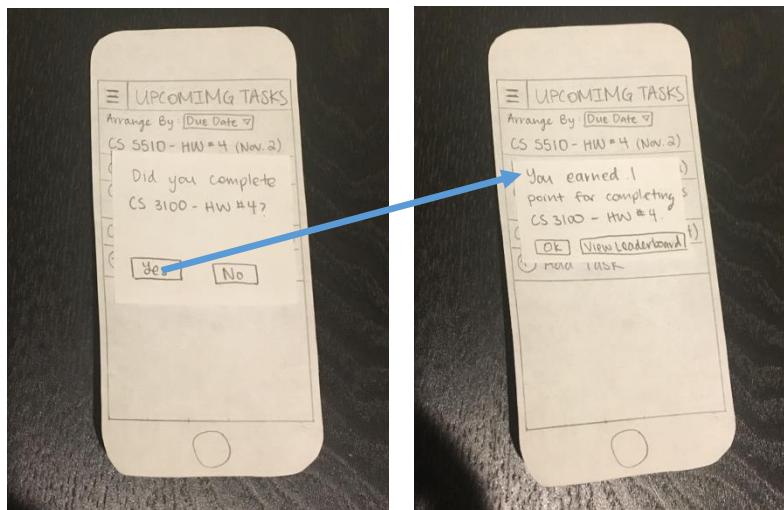 UPCOMIMG TASKS
Arrange By: Due Date
CS 5510 - HW #4 (Nov. 2)
Did you complete
CS 3100 - HW #4?
Yes
No
UPCOMIMG TASKS
Arrange By: Due Date
CS 5510 - HW #4 (Nov. 2)
You earned 1
point for completing
CS 3100 - HW #4.
OK View Leaderboard
Add Task